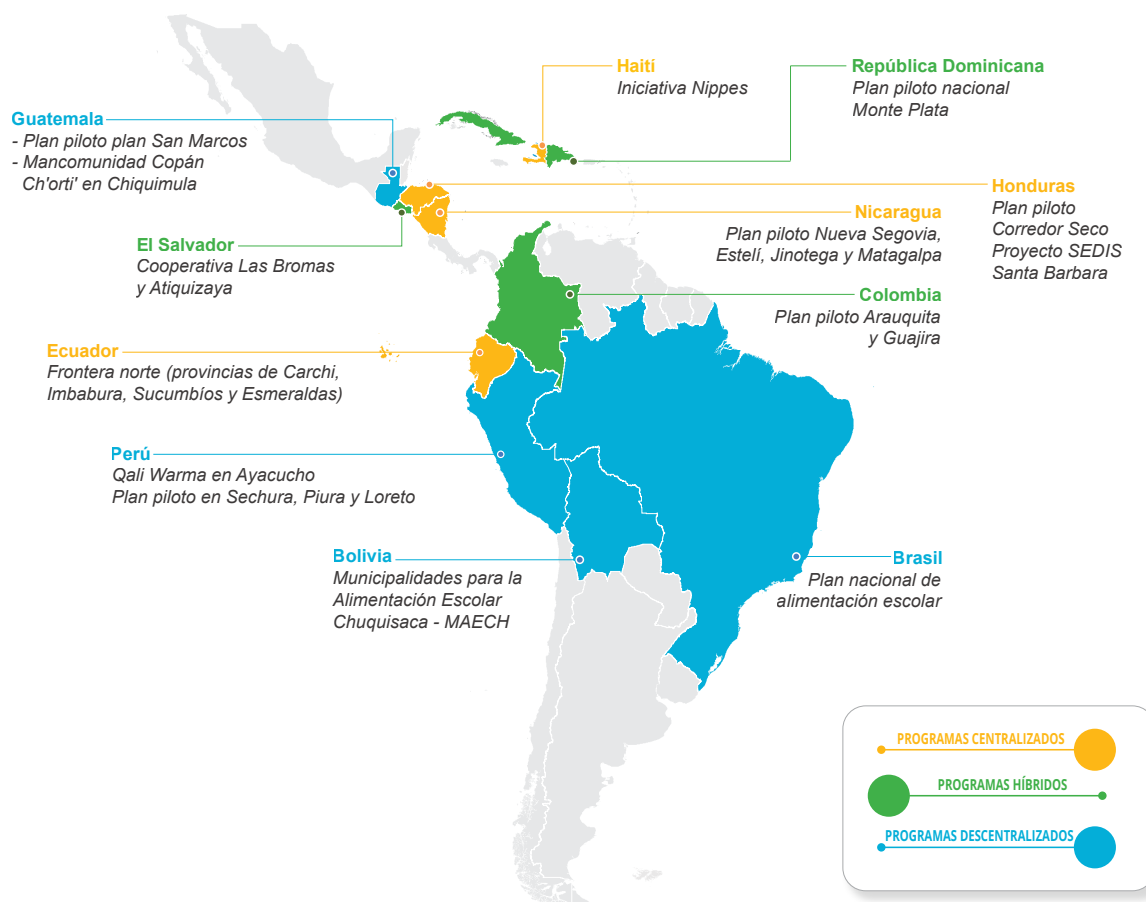 Haití
Iniciativa Nippes
República Dominicana
Plan piloto nacional
Monte Plata
Guatemala
- Plan piloto plan San Marcos
- Mancomunidad Copán
Ch'orti' en Chiquimula
Honduras
Plan piloto
Corredor Seco
Proyecto SEDIS
Santa Barbara
Nicaragua
Plan piloto Nueva Segovia,
Estelí, Jinotega y Matagalpa
El Salvador
Cooperativa Las Bromas
y Atiquizaya
Colombia
Plan piloto Arauquita
y Guajira
Ecuador
Frontera norte (provincias de Carchi,
Imbabura, Sucumbíos y Esmeraldas)
Perú
Qali Warma en Ayacucho
Plan piloto en Sechura, Piura y Loreto
Bolivia
Municipalidades para la
Alimentación Escolar
Chuquisaca - MAECH
Brasil
Plan nacional de
alimentación escolar
PROGRAMAS CENTRALIZADOS
PROGRAMAS HÍBRIDOS
PROGRAMAS DESCENTRALIZADOS